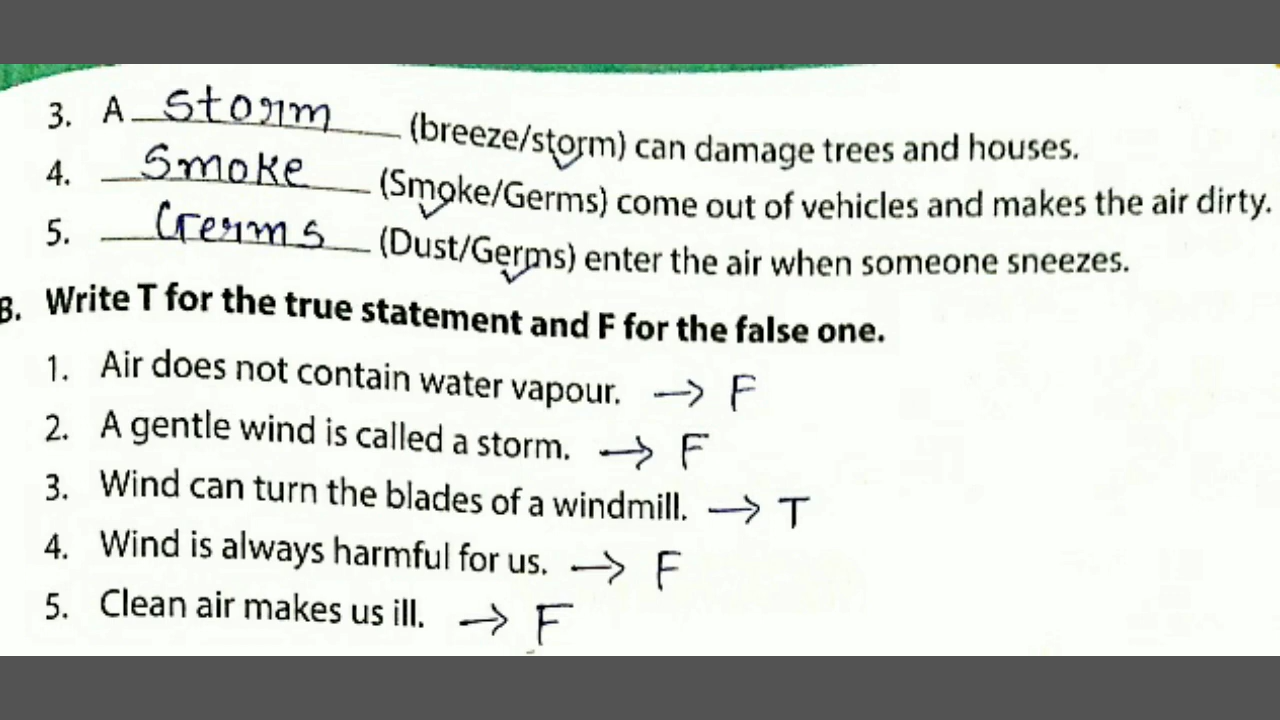 3. A Storm (breeze/storm) can damage trees and houses.
4. Smoke (Smoke/Germs) come out of vehicles and makes the air dirty.
5. Germs (Dust/Germs) enter the air when someone sneezes.
B. Write T for the true statement and F for the false one.
1. Air does not contain water vapour. → F
2. A gentle wind is called a storm. → F
3. Wind can turn the blades of a windmill. → T
4. Wind is always harmful for us. → F
5. Clean air makes us ill. → F